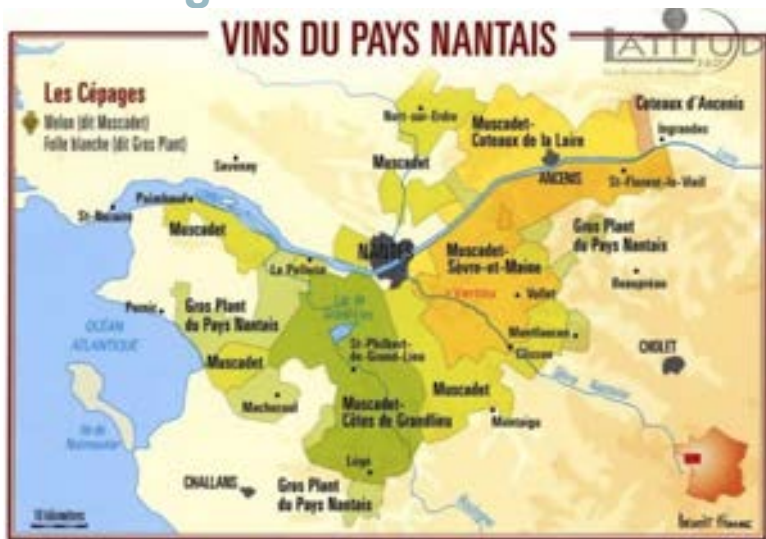 VINS DU PAYS NANTAIS
LATITUD
Les Cépages
Melon (dit Muscadet)
Folle blanche (dit Gros Plant)
Nort-sur-Erdre
Coteaux d'Ancenis
Ingrandes
Muscadet-
Coteaux de la Loire
Loire
Muscadet
Savenay
ANCENIS
St-Florent-le-Vieil
Paimboeuf
St-Nazaire
Muscadet
Gros Plant
du Pays Nantais
NANTES
Muscadet-
Sèvre-et-Maine
La Pellerin
Beaupréau
Vertou
Vallet
Gros Plant
du Pays Nantais
Pornic
OCÉAN
ATLANTIQUE
Lac de
Grand-Lieu
St-Philbert-
de-Grand-Lieu
Clisson
CHOLET
Muscadet
Muscadet
Machecoul
Muscadet-
Côtes de Grandlieu
Montaigu
Ile de
Noirmoutier
Legé
CHALLANS
Gros Plant
du Pays Nantais
10 kilomètres